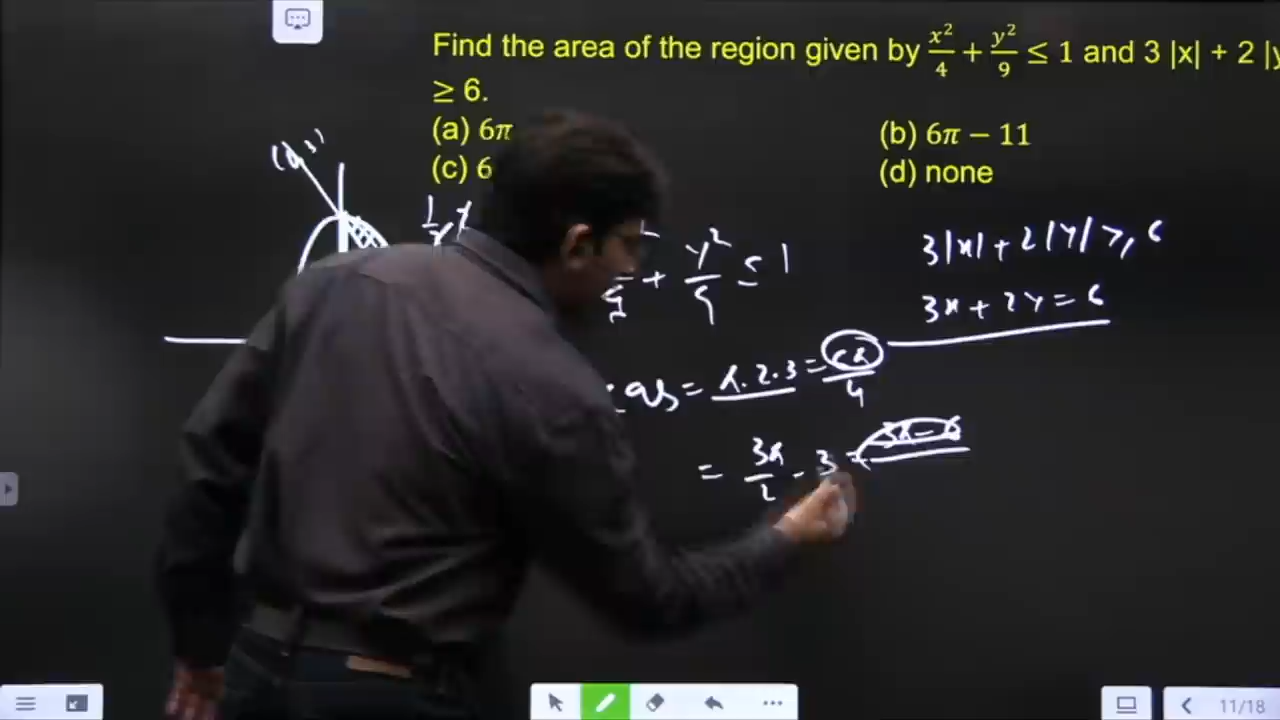 Find the area of the region given by x²/4 + y²/9 ≤ 1 and 3 |x| + 2 |y
≥ 6.
(a) 6π
(b) 6π − 11
(c) 6
(d) none
3|x| + 2|y| ≥ 6
+ y²/9 ≤ 1
3x + 2y = 6
= π.2.3 = 6π/4
= 3π/2 - 3
11/18